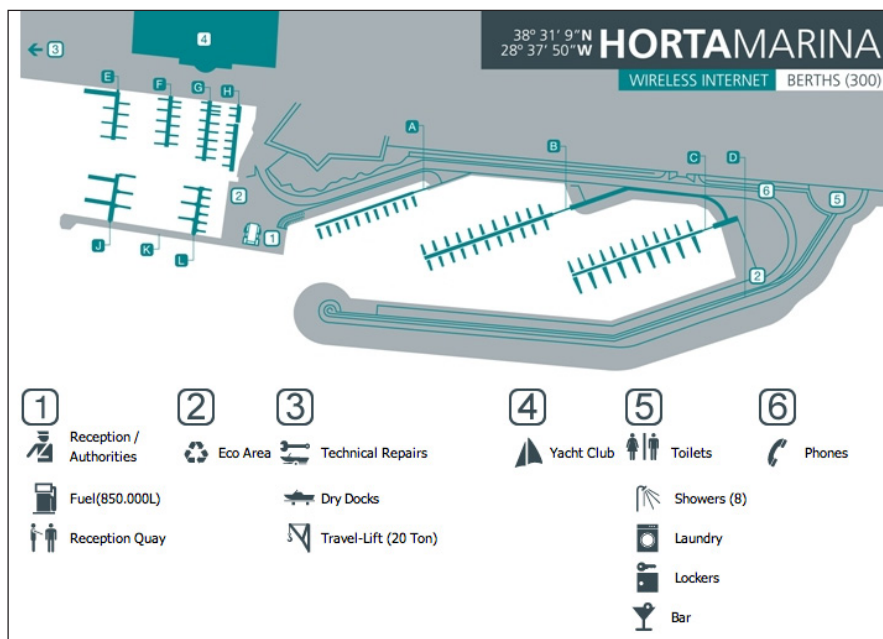 38º 31' 9"N
28º 37' 50"W
HORTAMARINA
WIRELESS INTERNET
BERTHS (300)
3
4
E
F
G
H
A
B
C
D
2
6
5
1
J
K
L
2
1
Reception /
Authorities
Fuel(850.000L)
Reception Quay
2
Eco Area
3
Technical Repairs
Dry Docks
Travel-Lift (20 Ton)
4
Yacht Club
5
Toilets
Showers (8)
Laundry
Lockers
Bar
6
Phones